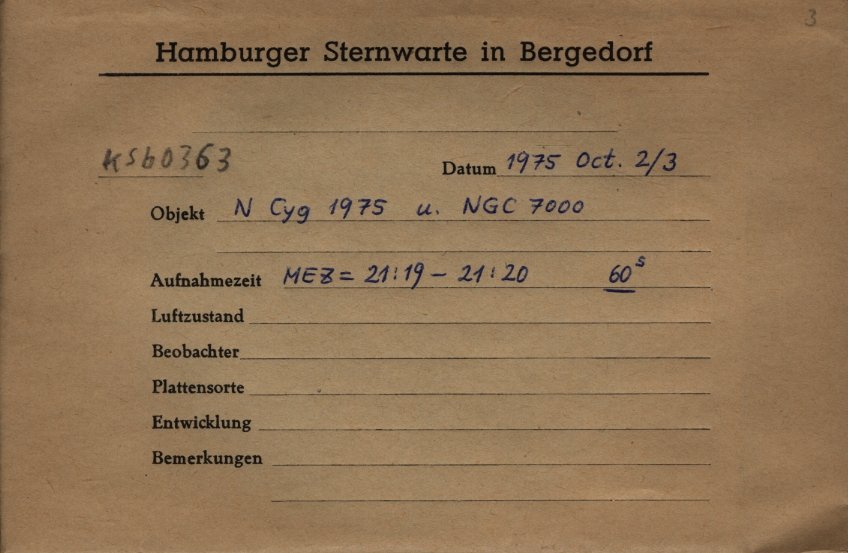 3
Hamburger Sternwarte in Bergedorf
KSb0363
Datum 1975 Oct. 2/3
Objekt N Cyg 1975 u. NGC 7000
Aufnahmezeit MEZ = 21:19 – 21:20 60s
Luftzustand
Beobachter
Plattensorte
Entwicklung
Bemerkungen